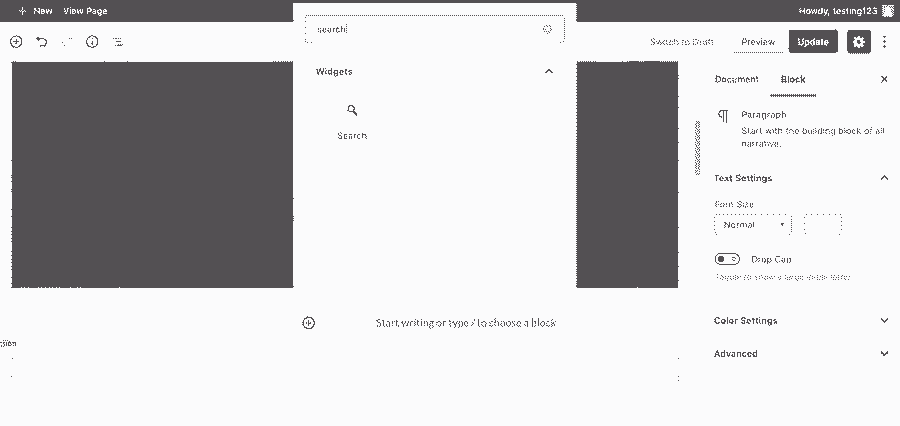 New View Page
Howdy, testing123
search
Switch to Draft
Preview
Update
Widgets
Search
Document
Block
Paragraph
Start with the building block of all
narrative.
Text Settings
Font Size
Normal
Drop Cap
Toggle to show a large initial letter.
Color Settings
Advanced
Start writing or type / to choose a block